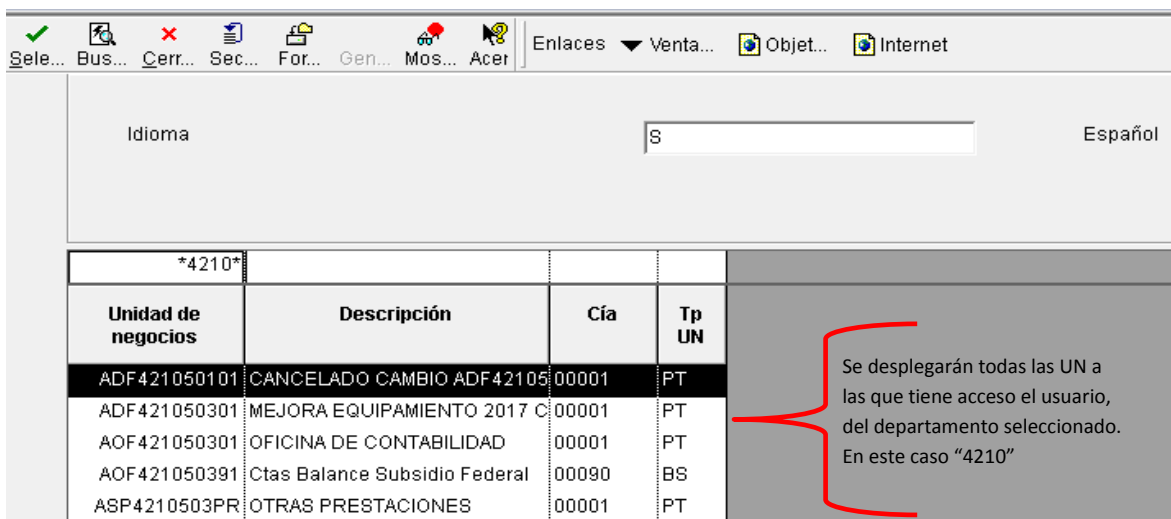 Sele... Bus... Cerr... Sec... For... Gen... Mos... Acer Enlaces Venta... Objet... Internet
Idioma S Español
*4210*
Unidad de negocios Descripción Cía Tp UN
ADF421050101 CANCELADO CAMBIO ADF42105 00001 PT
ADF421050301 MEJORA EQUIPAMIENTO 2017 C 00001 PT
AOF421050301 OFICINA DE CONTABILIDAD 00001 PT
AOF421050391 Ctas Balance Subsidio Federal 00090 BS
ASP4210503PR OTRAS PRESTACIONES 00001 PT
Se desplegarán todas las UN a
las que tiene acceso el usuario,
del departamento seleccionado.
En este caso “4210”